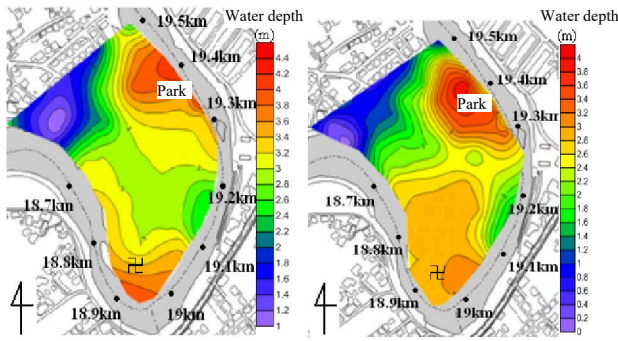 Water depth
(m)
19.5km
19.4km
Park
19.3km
18.7km
19.2km
18.8km
卍
19.1km
18.9km
19km
4.4
4.2
4
3.8
3.6
3.4
3.2
3
2.8
2.6
2.4
2.2
2
1.8
1.6
1.4
1.2
1
4
Water depth
(m)
19.5km
19.4km
Park
19.3km
18.7km
19.2km
18.8km
卍
19.1km
18.9km
19km
4
3.8
3.6
3.4
3.2
3
2.8
2.6
2.4
2.2
2
1.8
1.6
1.4
1.2
1
0.8
0.6
0.4
0.2
0
4